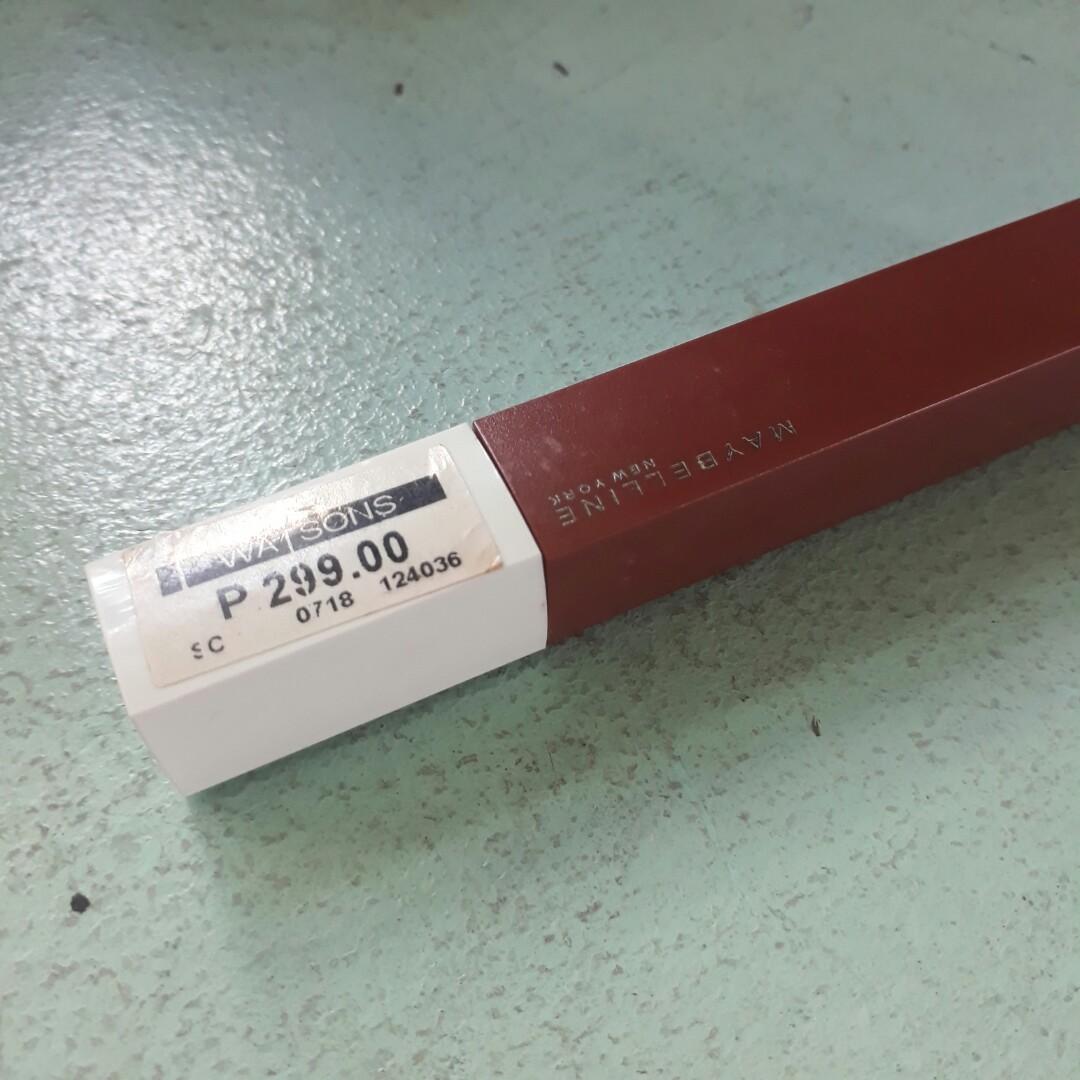 WATSONS
P 299.00
0718 124036
SC
MAYBELLINE
NEW YORK